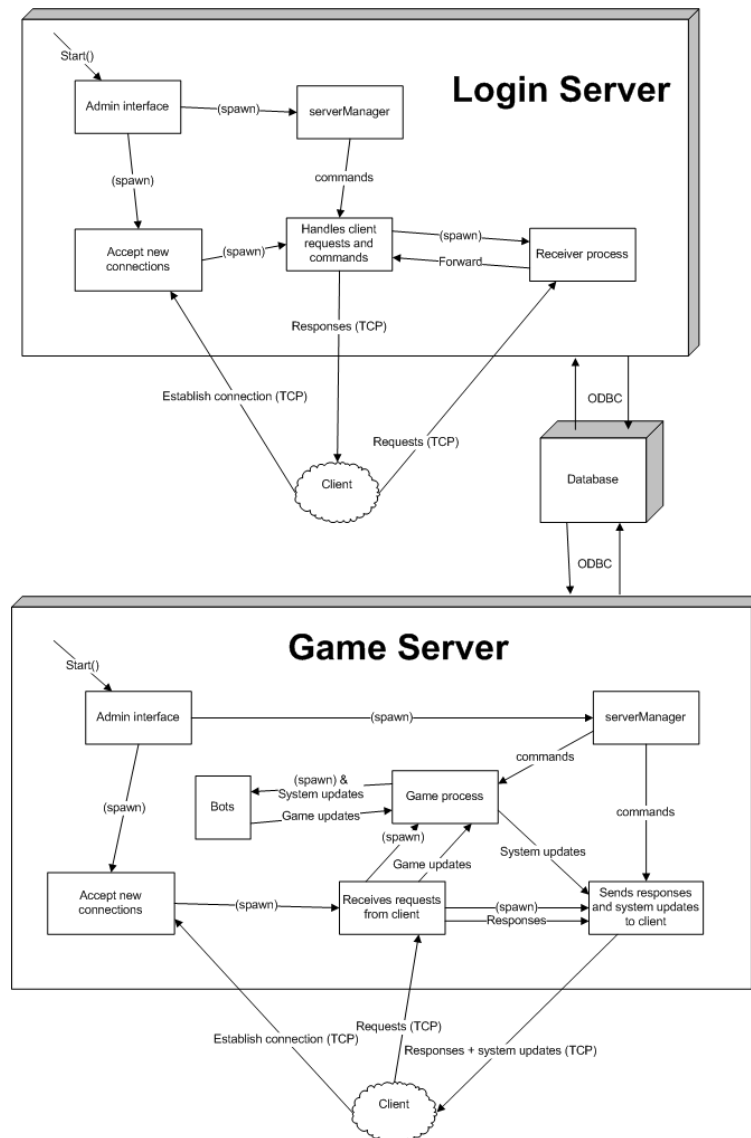 Login Server
Start()
Admin interface
(spawn)
serverManager
(spawn)
commands
Accept new
connections
(spawn)
Handles client
requests and
commands
(spawn)
Forward
Receiver process
Responses (TCP)
Establish connection (TCP)
Requests (TCP)
Client
ODBC
Database
ODBC
Game Server
Start()
Admin interface
(spawn)
serverManager
(spawn)
Bots
(spawn) &
System updates
Game updates
Game process
commands
commands
(spawn)
Game updates
System updates
Accept new
connections
(spawn)
Receives requests
from client
(spawn)
Responses
Sends responses
and system updates
to client
Establish connection (TCP)
Requests (TCP)
Responses + system updates (TCP)
Client